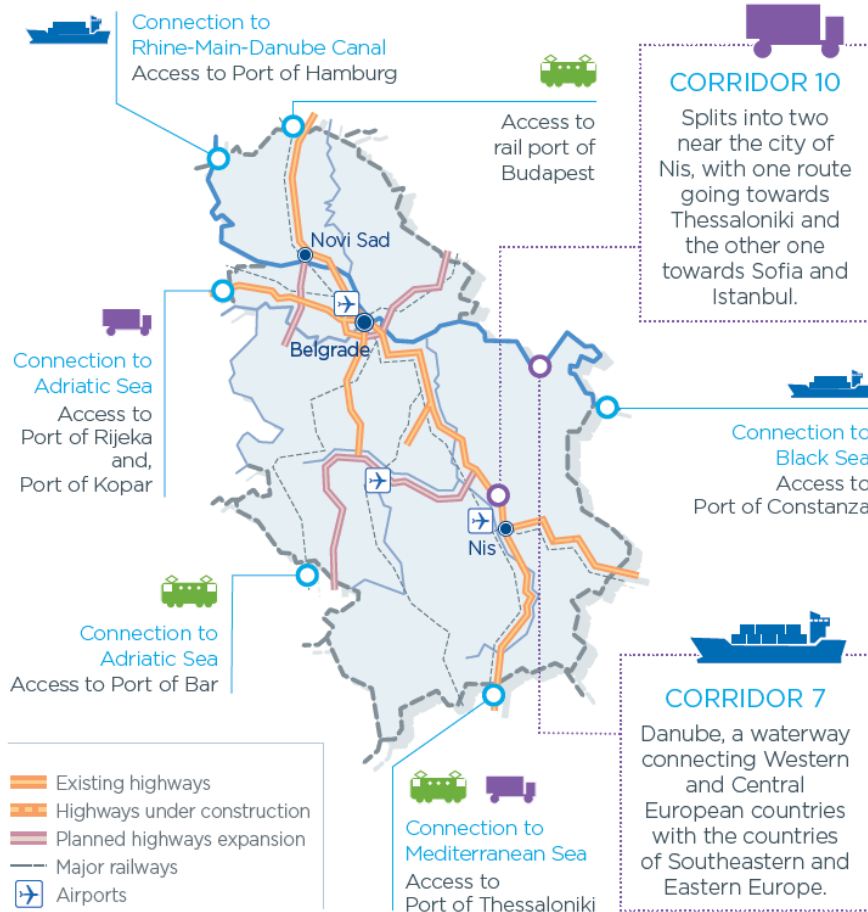 Connection to
Rhine-Main-Danube Canal
Access to Port of Hamburg
Access to
rail port of
Budapest
CORRIDOR 10
Splits into two
near the city of
Nis, with one route
going towards
Thessaloniki and
the other one
towards Sofia and
Istanbul.
Novi Sad
Belgrade
Connection to
Adriatic Sea
Access to
Port of Rijeka
and,
Port of Kopar
Connection to
Black Sea
Access to
Port of Constanza
Nis
Connection to
Adriatic Sea
Access to Port of Bar
CORRIDOR 7
Danube, a waterway
connecting Western
and Central
European countries
with the countries
of Southeastern and
Eastern Europe.
Existing highways
Highways under construction
Planned highways expansion
Major railways
Airports
Connection to
Mediterranean Sea
Access to
Port of Thessaloniki